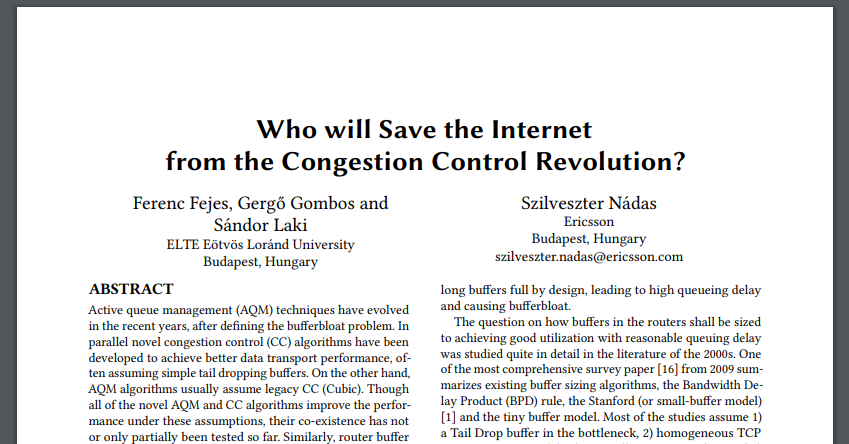 Who will Save the Internet
from the Congestion Control Revolution?
Ferenc Fejes, Gergő Gombos and
Sándor Laki
ELTE Eötvös Loránd University
Budapest, Hungary
Szilveszter Nádas
Ericsson
Budapest, Hungary
szilveszter.nadas@ericsson.com
ABSTRACT
Active queue management (AQM) techniques have evolved
in the recent years, after defining the bufferbloat problem. In
parallel novel congestion control (CC) algorithms have been
developed to achieve better data transport performance, of-
ten assuming simple tail dropping buffers. On the other hand,
AQM algorithms usually assume legacy CC (Cubic). Though
all of the novel AQM and CC algorithms improve the perfor-
mance under these assumptions, their co-existence has not
or only partially been tested so far. Similarly, router buffer
long buffers full by design, leading to high queueing delay
and causing bufferbloat.
The question on how buffers in the routers shall be sized
to achieving good utilization with reasonable queuing delay
was studied quite in detail in the literature of the 2000s. One
of the most comprehensive survey paper [16] from 2009 sum-
marizes existing buffer sizing algorithms, the Bandwidth De-
lay Product (BPD) rule, the Stanford (or small-buffer model)
[1] and the tiny buffer model. Most of the studies assume 1)
a Tail Drop buffer in the bottleneck, 2) homogeneous TCP